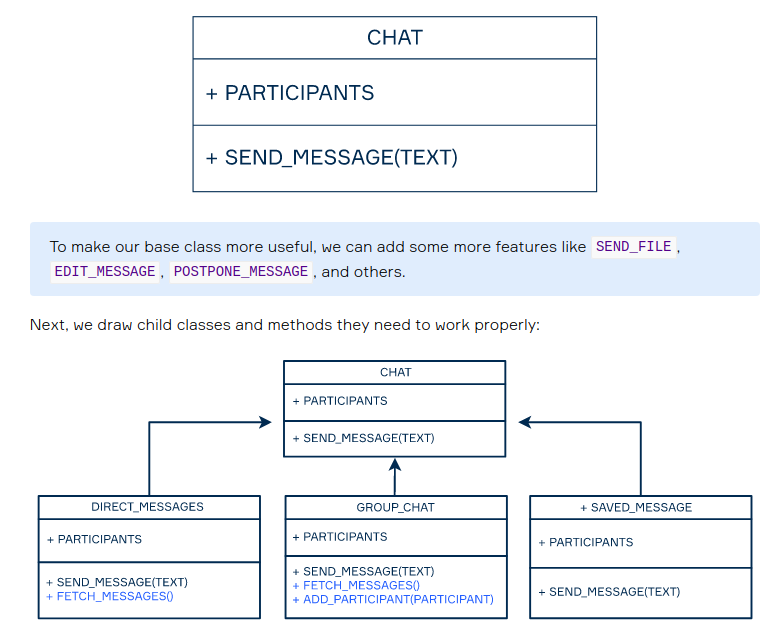 CHAT
+ PARTICIPANTS
+ SEND_MESSAGE(TEXT)
To make our base class more useful, we can add some more features like SEND_FILE,
EDIT_MESSAGE, POSTPONE_MESSAGE, and others.
Next, we draw child classes and methods they need to work properly:
CHAT
+ PARTICIPANTS
+ SEND_MESSAGE(TEXT)
DIRECT_MESSAGES
+ PARTICIPANTS
+ SEND_MESSAGE(TEXT)
+ FETCH_MESSAGES()
GROUP_CHAT
+ PARTICIPANTS
+ SEND_MESSAGE(TEXT)
+ FETCH_MESSAGES()
+ ADD_PARTICIPANT(PARTICIPANT)
+ SAVED_MESSAGE
+ PARTICIPANTS
+ SEND_MESSAGE(TEXT)